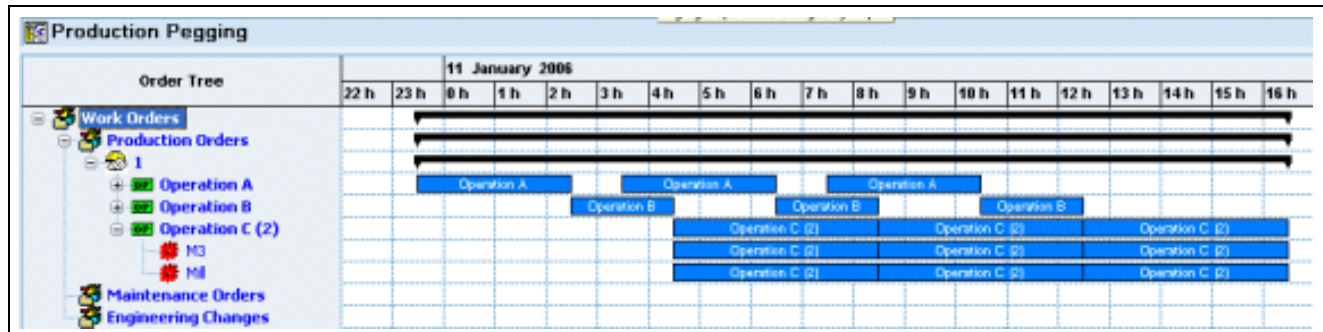 Production Pegging
11 January 2006
Order Tree
22 h 23 h 0 h 1 h 2 h 3 h 4 h 5 h 6 h 7 h 8 h 9 h 10 h 11 h 12 h 13 h 14 h 15 h 16 h
Work Orders
Production Orders
1
Operation A Operation A Operation A Operation A
Operation B Operation B Operation B Operation B
Operation C (2) Operation C (2) Operation C (2) Operation C (2)
M3 Operation C (2) Operation C (2) Operation C (2)
Mill Operation C (2) Operation C (2) Operation C (2)
Maintenance Orders
Engineering Changes